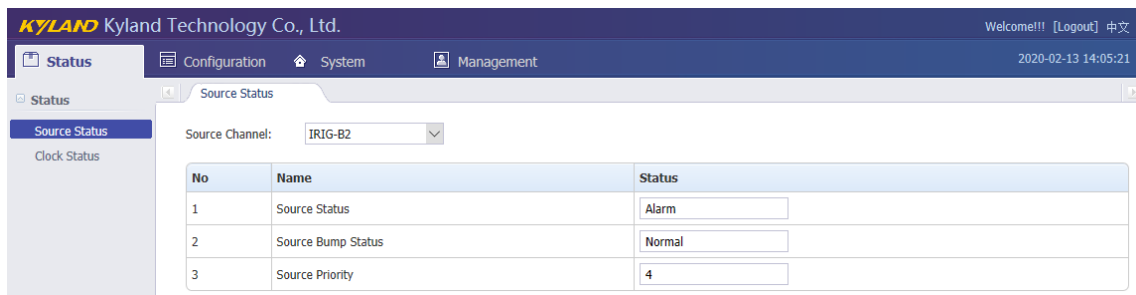 KYLAND Kyland Technology Co., Ltd. Welcome!!! [Logout] 中文
Status Configuration System Management 2020-02-13 14:05:21
Status
Source Status
Clock Status
Source Status
Source Channel: IRIG-B2
No Name Status
1 Source Status Alarm
2 Source Bump Status Normal
3 Source Priority 4